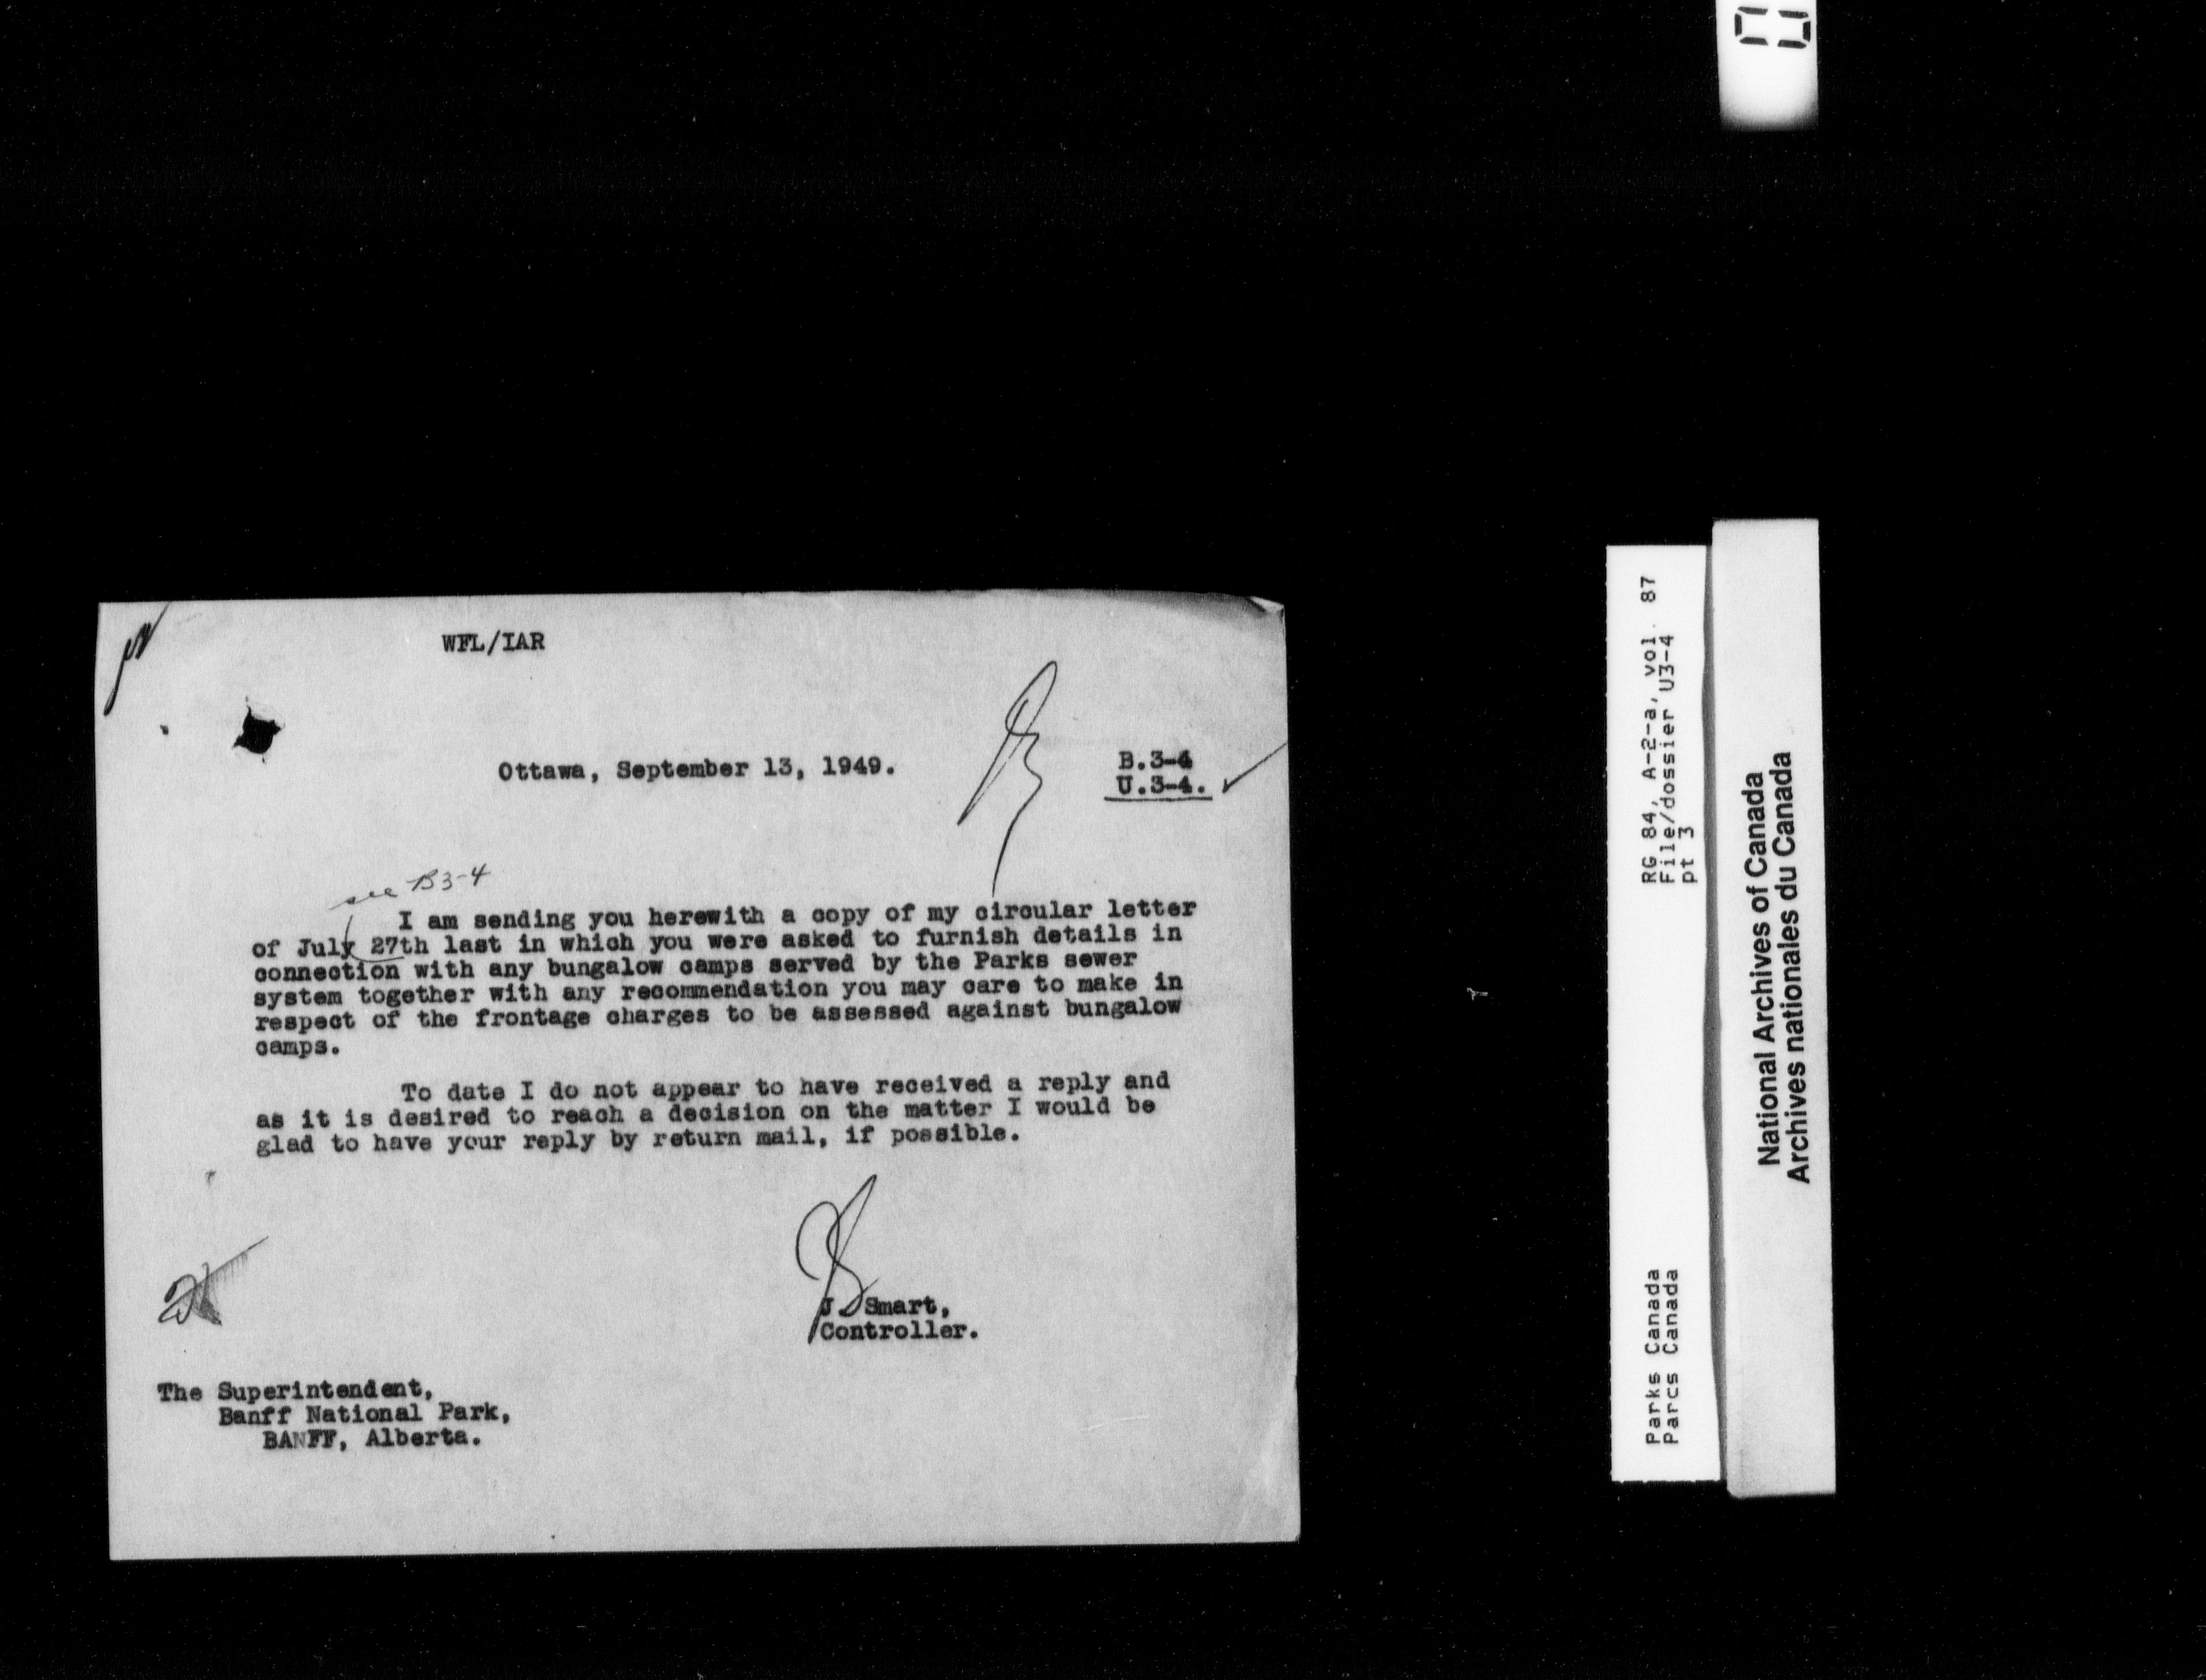 WFL/IAR
Ottawa, September 13, 1949.
B.3-4
U.3-4.
see B3-4
I am sending you herewith a copy of my circular letter
of July 27th last in which you were asked to furnish details in
connection with any bungalow camps served by the Parks sewer
system together with any recommendation you may care to make in
respect of the frontage charges to be assessed against bungalow
camps.
To date I do not appear to have received a reply and
as it is desired to reach a decision on the matter I would be
glad to have your reply by return mail, if possible.
J. Smart,
Controller.
The Superintendent,
Banff National Park,
BANFF, Alberta.
RG 84, A-2-a, vol. 87
File/dossier U3-4
pt 3
Parks Canada
Parcs Canada
National Archives of Canada
Archives nationales du Canada